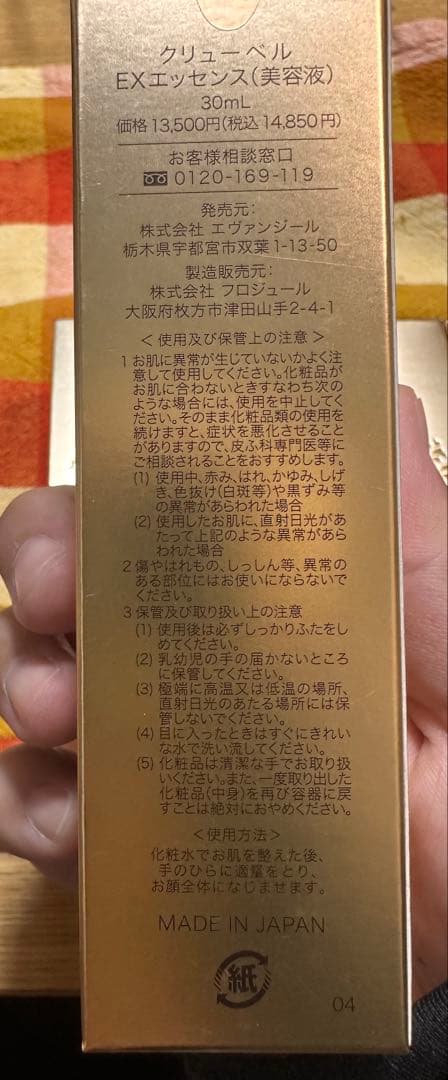 クリューベル
EXエッセンス(美容液)
30mL
価格13,500円(税込14,850円)
お客様相談窓口
0120-169-119
発売元:
株式会社 エヴァンジール
栃木県宇都宮市双葉1-13-50
製造販売元:
株式会社 フロジュール
大阪府枚方市津田山手2-4-1
<使用及び保管上の注意>
1 お肌に異常が生じていないかよく注
意して使用してください。化粧品が
お肌に合わないときすなわち次の
ような場合には、使用を中止してく
ださい。そのまま化粧品類の使用を
続けますと、症状を悪化させること
がありますので、皮ふ科専門医等に
ご相談されることをおすすめします。
(1) 使用中、赤み、はれ、かゆみ、しげ
き、色抜け(白斑等)や黒ずみ等
の異常があらわれた場合
(2) 使用したお肌に、直射日光があ
たって上記のような異常があら
われた場合
2 傷やはれもの、しっしん等、異常の
ある部位にはお使いにならないで
ください。
3 保管及び取り扱い上の注意
(1) 使用後は必ずしっかりふたをし
めてください。
(2) 乳幼児の手の届かないところ
に保管してください。
(3) 極端に高温又は低温の場所、
直射日光のあたる場所には保
管しないでください。
(4) 目に入ったときはすぐにきれい
な水で洗い流してください。
(5) 化粧品は清潔な手でお取り扱
いください。また、一度取り出した
化粧品(中身)を再び容器に戻
すことは絶対におやめください。
<使用方法>
化粧水でお肌を整えた後、
手のひらに適量をとり、
お顔全体になじませます。
MADE IN JAPAN
紙
04